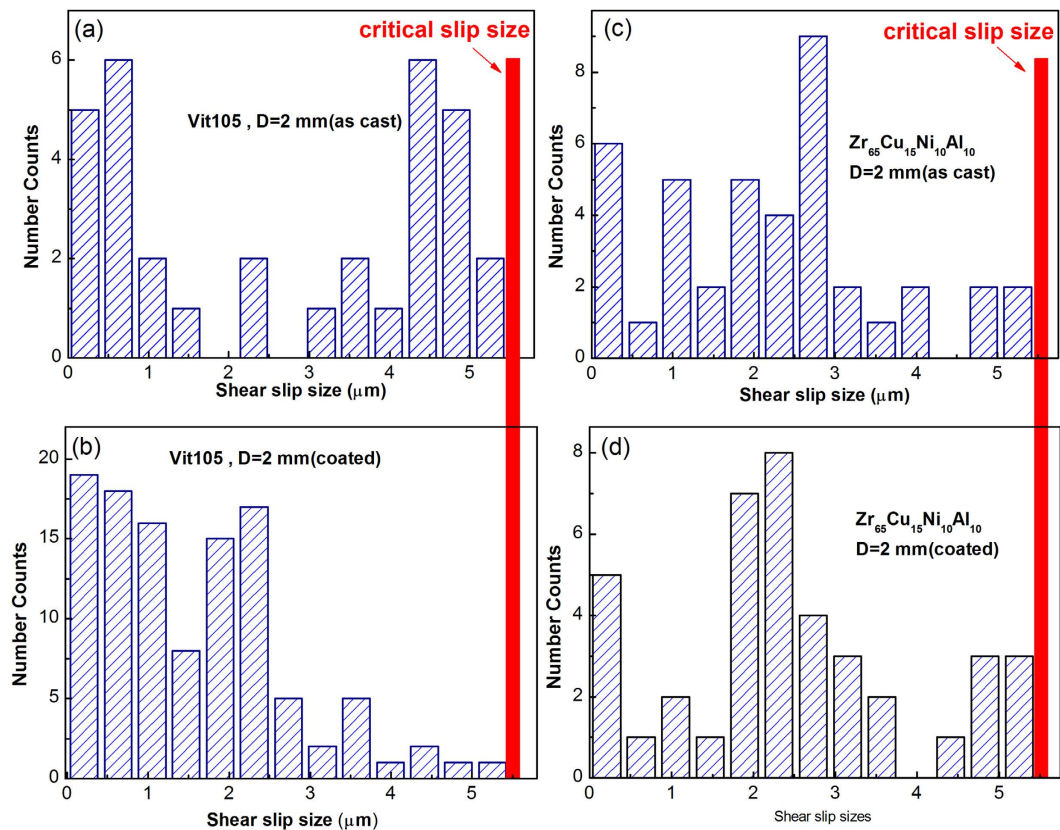 (a)
critical slip size
Vit105 , D=2 mm(as cast)
Number Counts
6
4
2
0
0 1 2 3 4 5
Shear slip size (μm)
(c)
critical slip size
Zr65Cu15Ni10Al10
D=2 mm(as cast)
Number Counts
8
6
4
2
0
0 1 2 3 4 5
Shear slip size (μm)
(b)
Vit105 , D=2 mm(coated)
Number Counts
20
15
10
5
0
0 1 2 3 4 5
Shear slip size (μm)
(d)
Zr65Cu15Ni10Al10
D=2 mm(coated)
Number Counts
8
6
4
2
0
0 1 2 3 4 5
Shear slip sizes